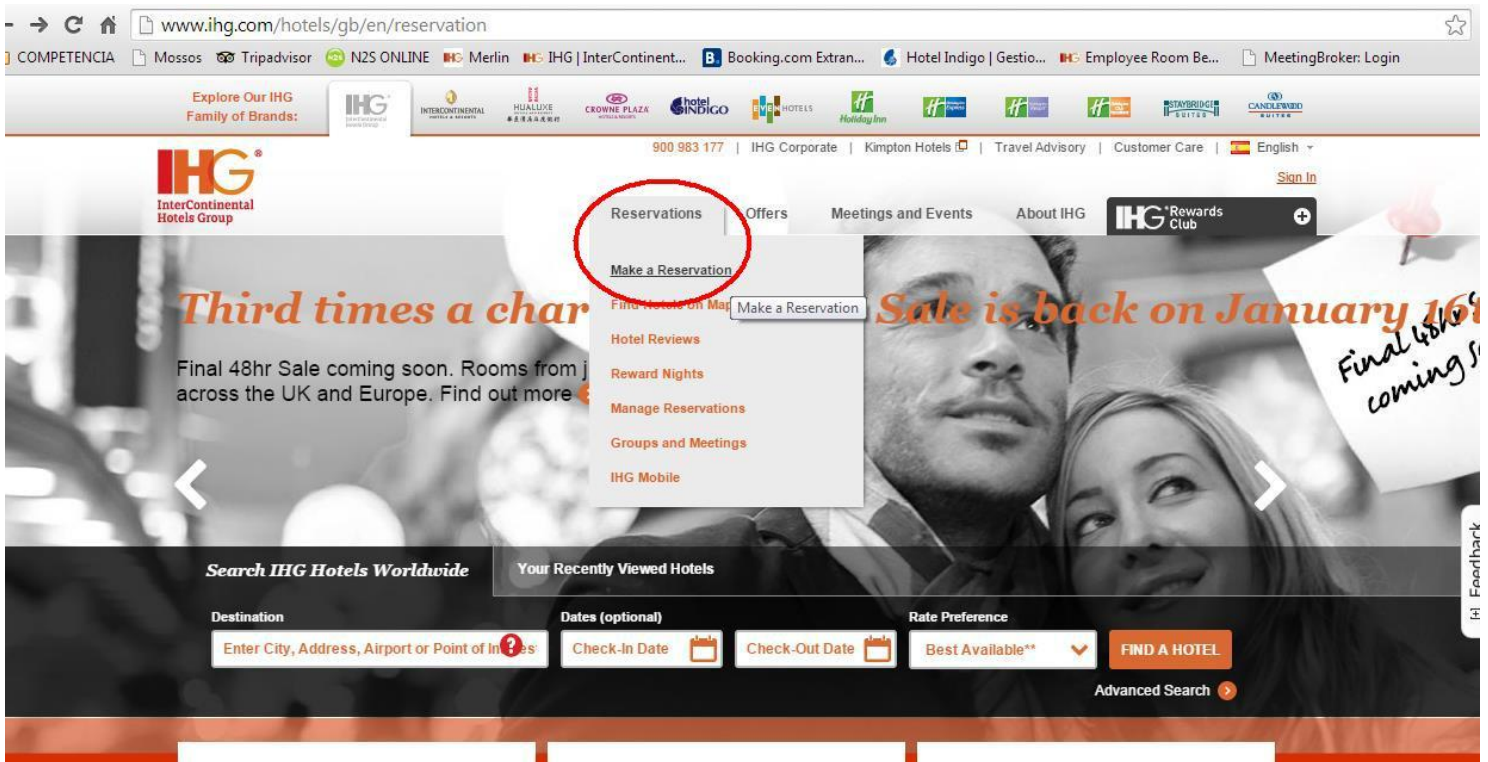 www.ihg.com/hotels/gb/en/reservation
COMPETENCIA Mossos Tripadvisor N2S ONLINE Merlin IHG | InterContinent... Booking.com Extran... Hotel Indigo | Gestio... Employee Room Be... MeetingBroker: Login
Explore Our IHG
Family of Brands:
IHG INTERCONTINENTAL HUALUXE CROWNE PLAZA hotel INDIGO EVEN HOTELS Holiday Inn STAYBRIDGE SUITES CANDLEWOOD SUITES
900 983 177 | IHG Corporate | Kimpton Hotels | Travel Advisory | Customer Care | English
Sign In
IHG®
InterContinental
Hotels Group
Reservations Offers Meetings and Events About IHG IHG® Rewards Club
Make a Reservation
Find Hotels on Map
Make a Reservation
Hotel Reviews
Reward Nights
Manage Reservations
Groups and Meetings
IHG Mobile
Third times a char Sale is back on January 16t
Final 48hr Sale coming soon. Rooms from j
across the UK and Europe. Find out more
Final 48hr S
coming so
Feedback
Search IHG Hotels Worldwide Your Recently Viewed Hotels
Destination Dates (optional) Rate Preference
Enter City, Address, Airport or Point of In es Check-In Date Check-Out Date Best Available** FIND A HOTEL
Advanced Search